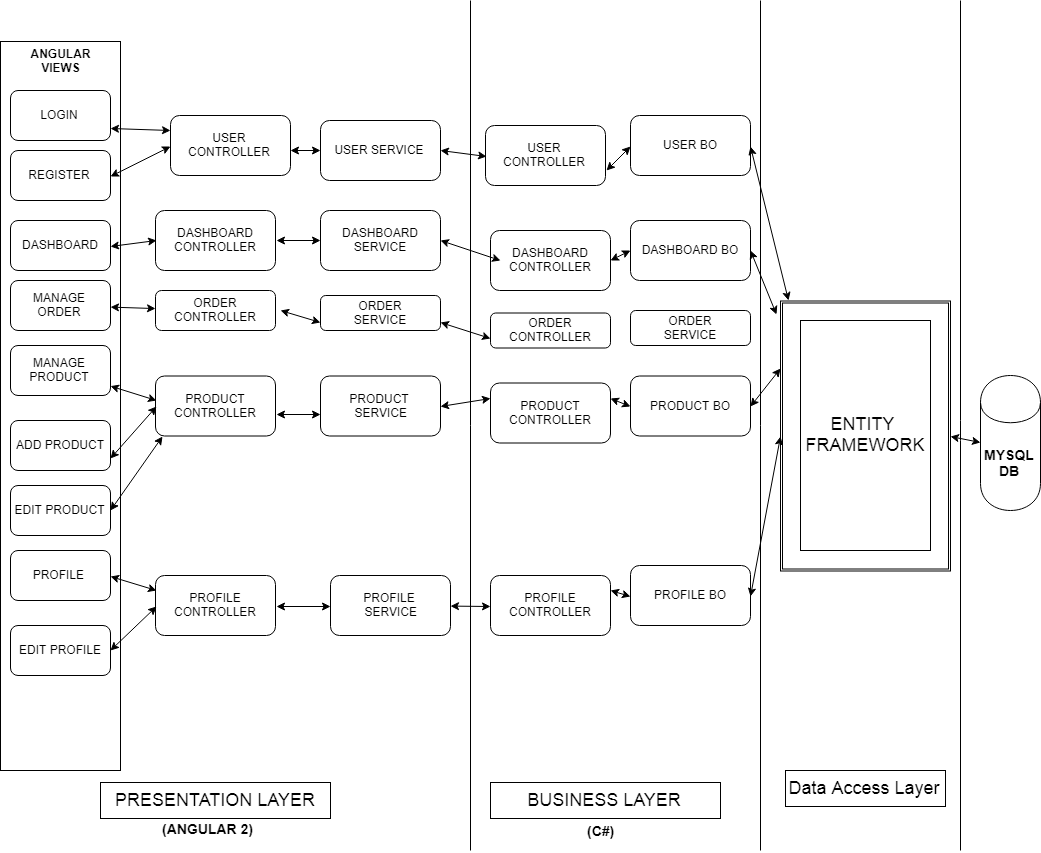 ANGULAR
VIEWS
LOGIN
REGISTER
DASHBOARD
MANAGE
ORDER
MANAGE
PRODUCT
ADD PRODUCT
EDIT PRODUCT
PROFILE
EDIT PROFILE
USER
CONTROLLER
USER SERVICE
USER
CONTROLLER
USER BO
DASHBOARD
CONTROLLER
DASHBOARD
SERVICE
DASHBOARD
CONTROLLER
DASHBOARD BO
ORDER
CONTROLLER
ORDER
SERVICE
ORDER
CONTROLLER
ORDER
SERVICE
PRODUCT
CONTROLLER
PRODUCT
SERVICE
PRODUCT
CONTROLLER
PRODUCT BO
PROFILE
CONTROLLER
PROFILE
SERVICE
PROFILE
CONTROLLER
PROFILE BO
ENTITY
FRAMEWORK
MYSQL
DB
PRESENTATION LAYER
(ANGULAR 2)
BUSINESS LAYER
(C#)
Data Access Layer